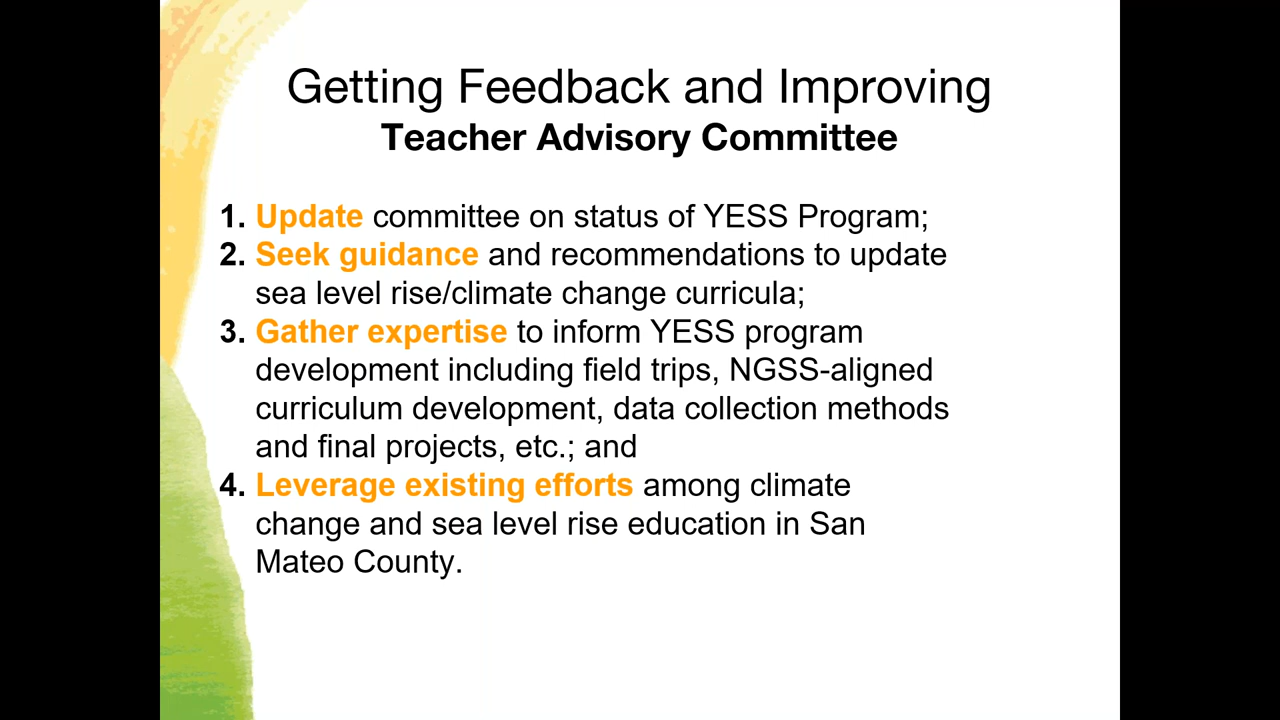 Getting Feedback and Improving
Teacher Advisory Committee
1. Update committee on status of YESS Program;
2. Seek guidance and recommendations to update
sea level rise/climate change curricula;
3. Gather expertise to inform YESS program
development including field trips, NGSS-aligned
curriculum development, data collection methods
and final projects, etc.; and
4. Leverage existing efforts among climate
change and sea level rise education in San
Mateo County.